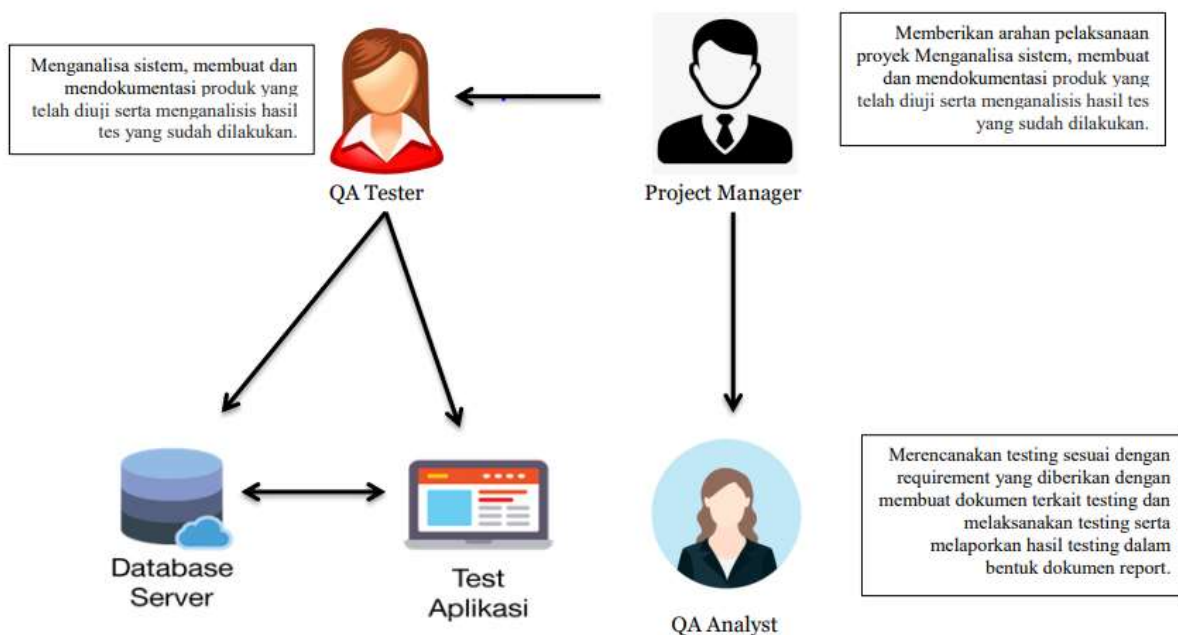 Menganalisa sistem, membuat dan
mendokumentasi produk yang
telah diuji serta menganalisis hasil
tes yang sudah dilakukan.
QA Tester
Memberikan arahan pelaksanaan
proyek Menganalisa sistem, membuat
dan mendokumentasi produk yang
telah diuji serta menganalisis hasil tes
yang sudah dilakukan.
Project Manager
Database
Server
Test
Aplikasi
QA Analyst
Merencanakan testing sesuai dengan
requirement yang diberikan dengan
membuat dokumen terkait testing dan
melaksanakan testing serta
melaporkan hasil testing dalam
bentuk dokumen report.